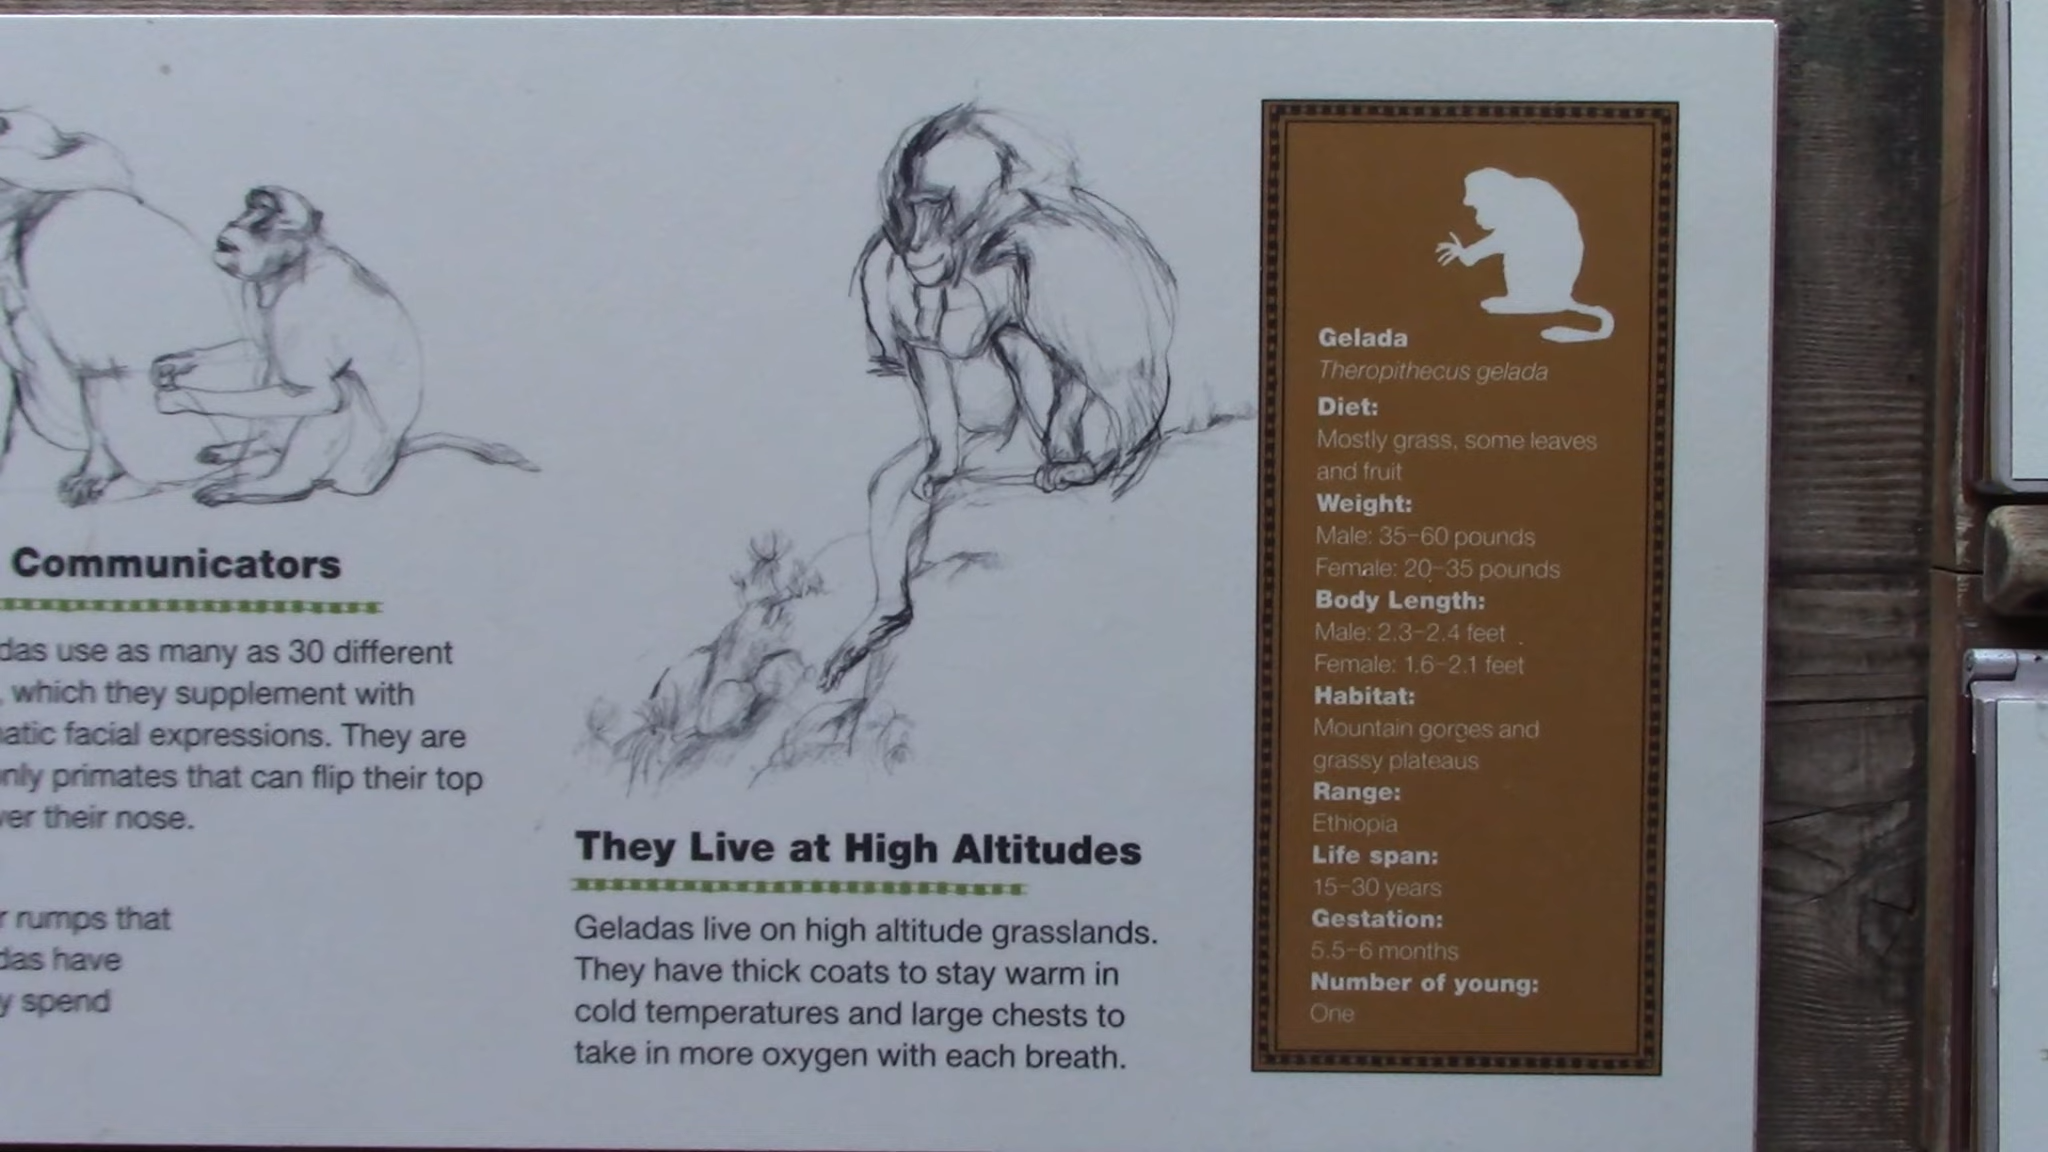 Communicators
das use as many as 30 different
, which they supplement with
atic facial expressions. They are
only primates that can flip their top
ver their nose.
r rumps that
das have
y spend
They Live at High Altitudes
Geladas live on high altitude grasslands.
They have thick coats to stay warm in
cold temperatures and large chests to
take in more oxygen with each breath.
Gelada
Theropithecus gelada
Diet:
Mostly grass, some leaves
and fruit
Weight:
Male: 35–60 pounds
Female: 20–35 pounds
Body Length:
Male: 2.3–2.4 feet
Female: 1.6–2.1 feet
Habitat:
Mountain gorges and
grassy plateaus
Range:
Ethiopia
Life span:
15–30 years
Gestation:
5.5–6 months
Number of young:
One